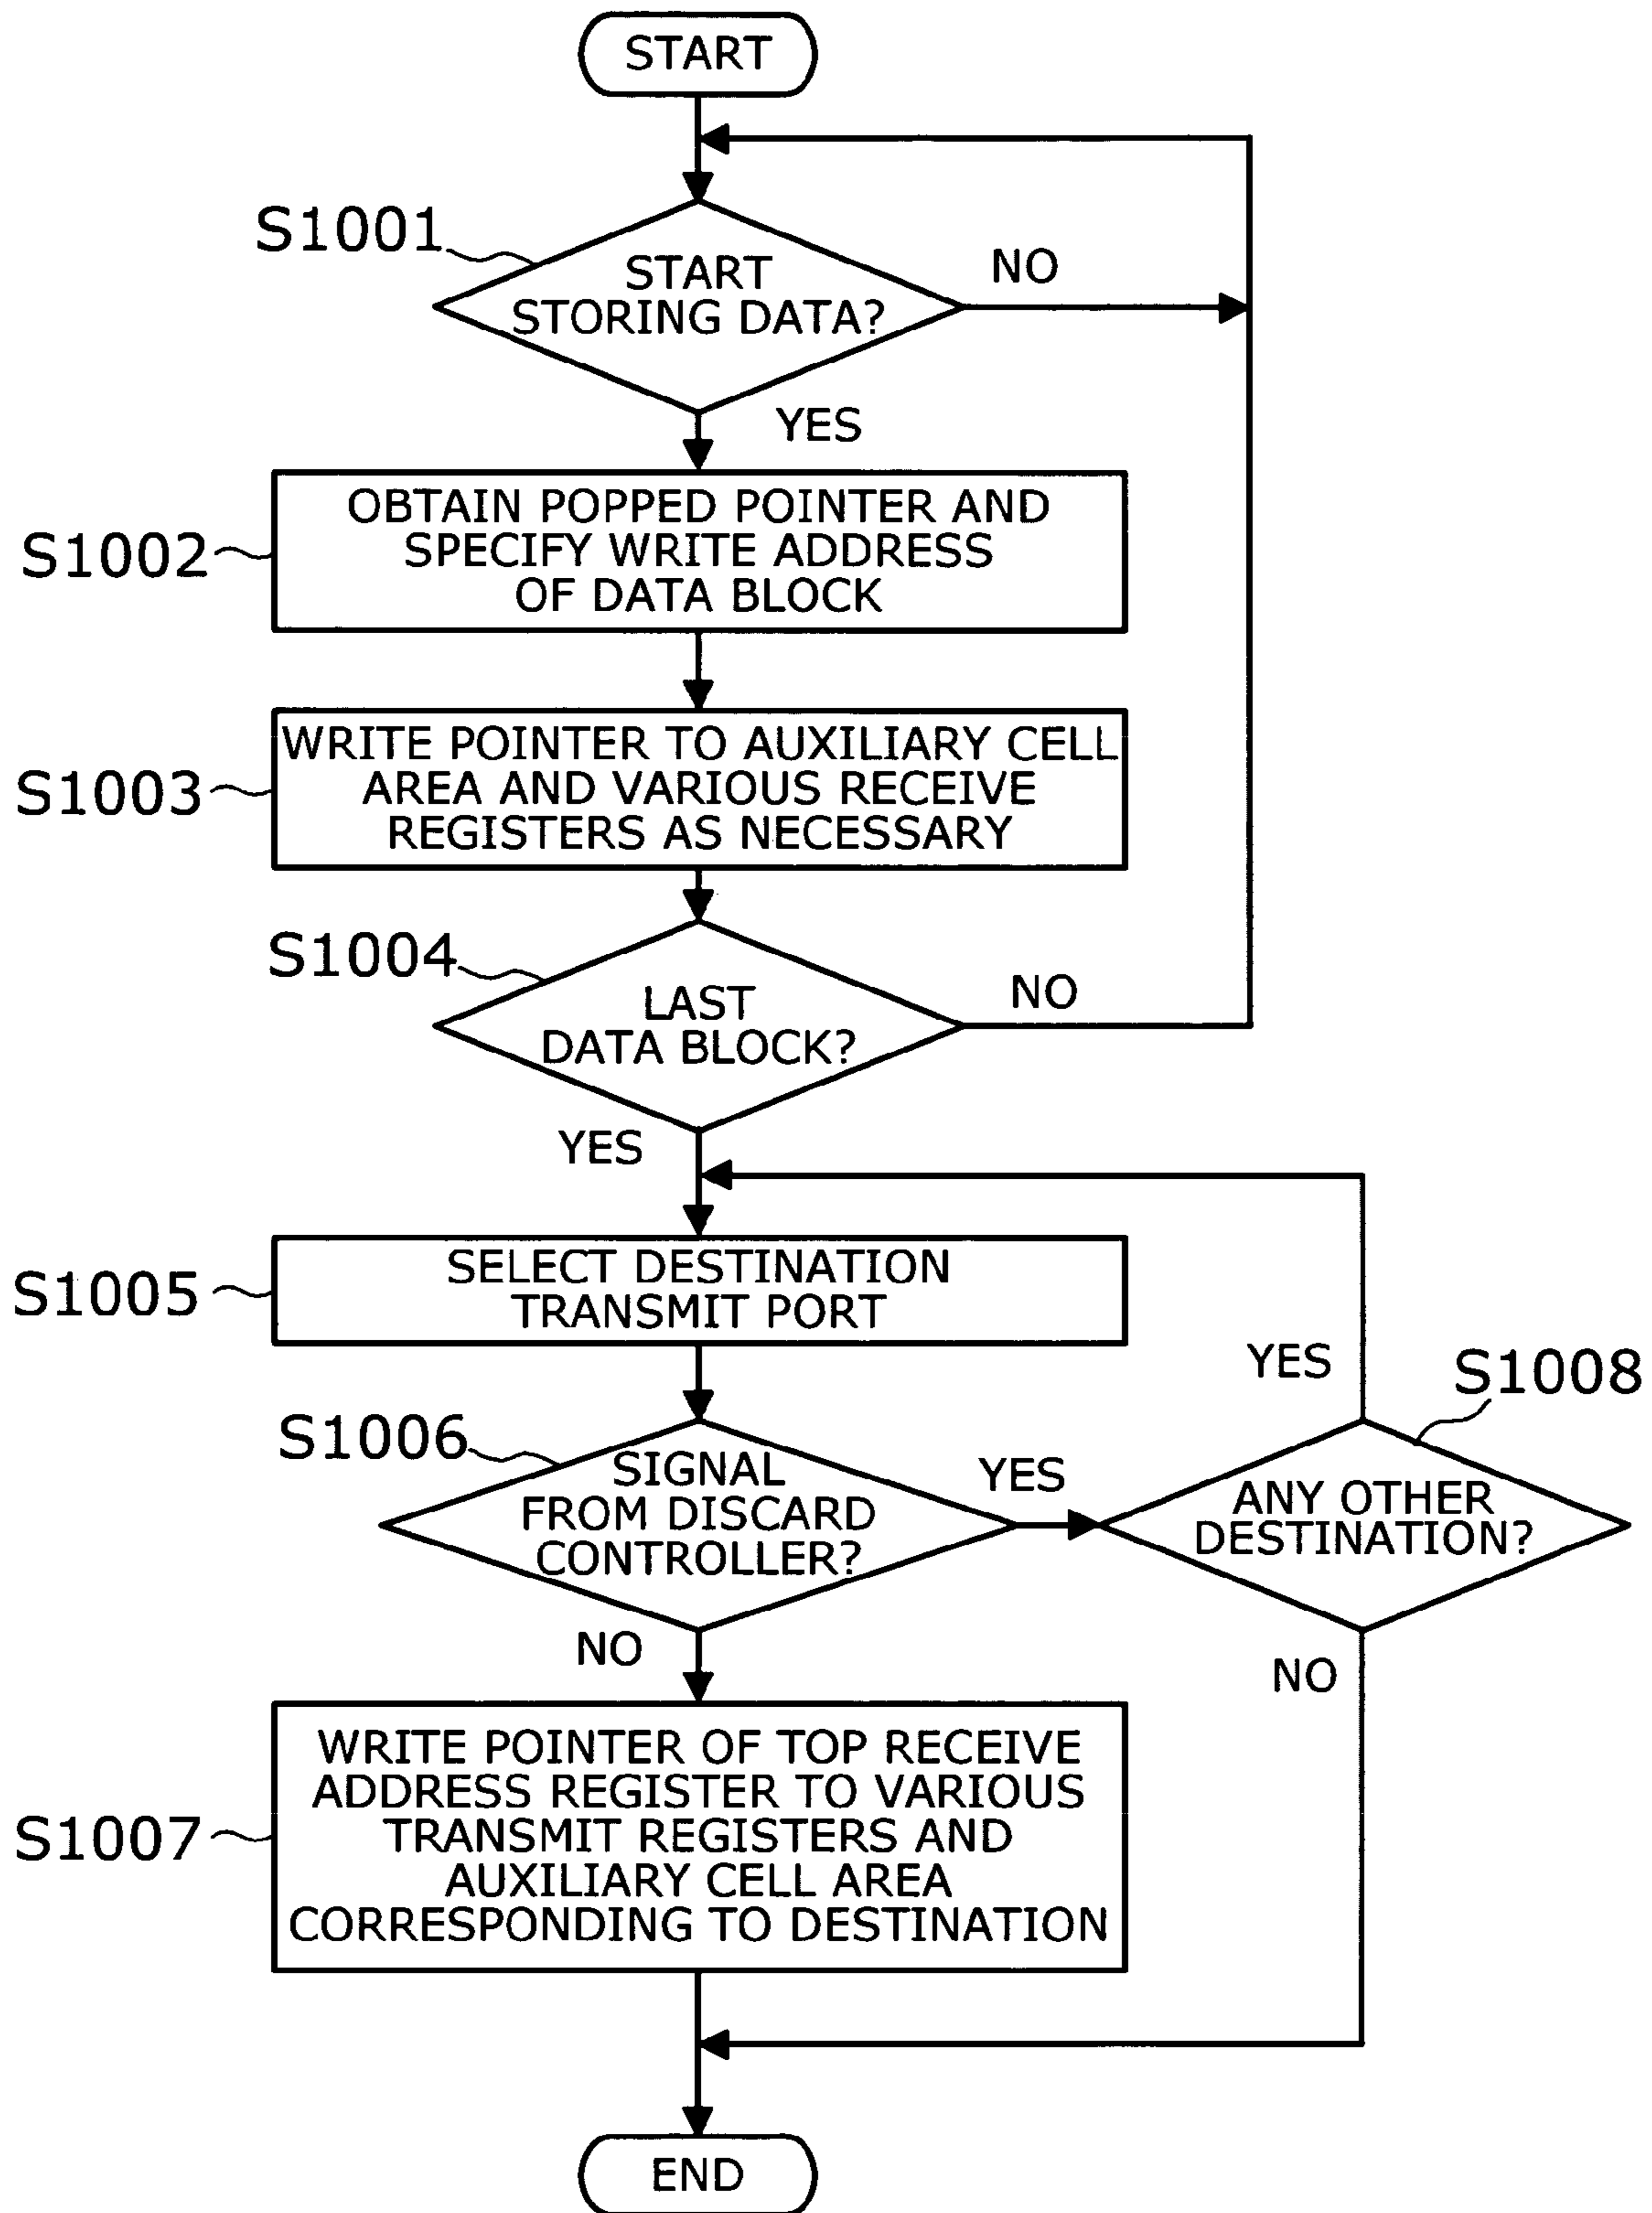 START
S1001
START
STORING DATA?
NO
YES
S1002
OBTAIN POPPED POINTER AND
SPECIFY WRITE ADDRESS
OF DATA BLOCK
S1003
WRITE POINTER TO AUXILIARY CELL
AREA AND VARIOUS RECEIVE
REGISTERS AS NECESSARY
S1004
LAST
DATA BLOCK?
NO
YES
S1005
SELECT DESTINATION
TRANSMIT PORT
S1006
SIGNAL
FROM DISCARD
CONTROLLER?
YES
YES
S1008
ANY OTHER
DESTINATION?
NO
NO
S1007
WRITE POINTER OF TOP RECEIVE
ADDRESS REGISTER TO VARIOUS
TRANSMIT REGISTERS AND
AUXILIARY CELL AREA
CORRESPONDING TO DESTINATION
END